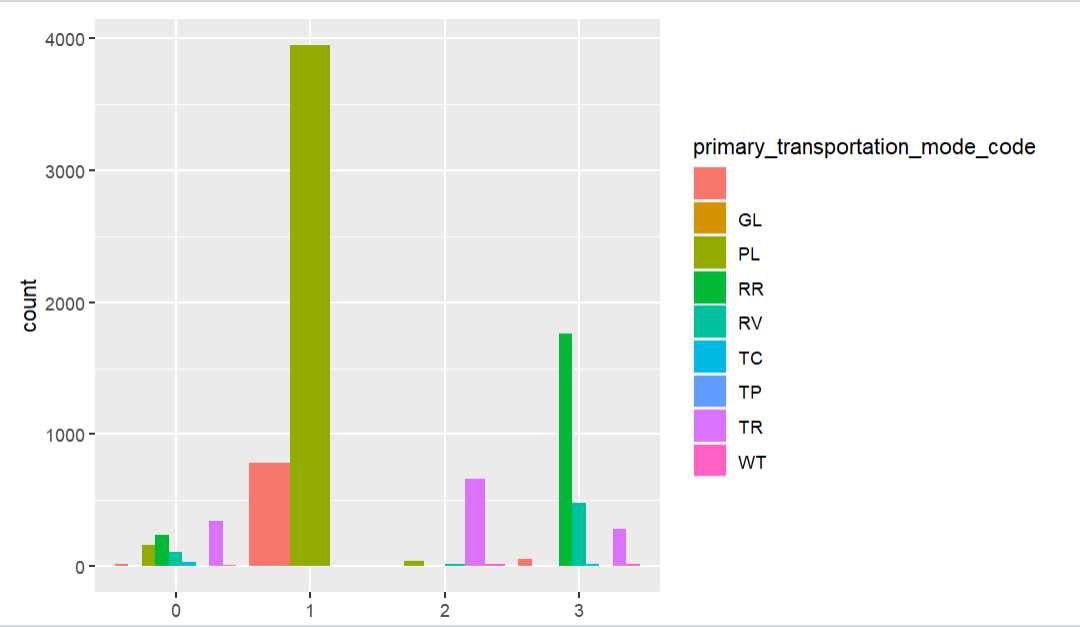 4000
3000
2000
1000
0
count
0 1 2 3
primary_transportation_mode_code
GL
PL
RR
RV
TC
TP
TR
WT